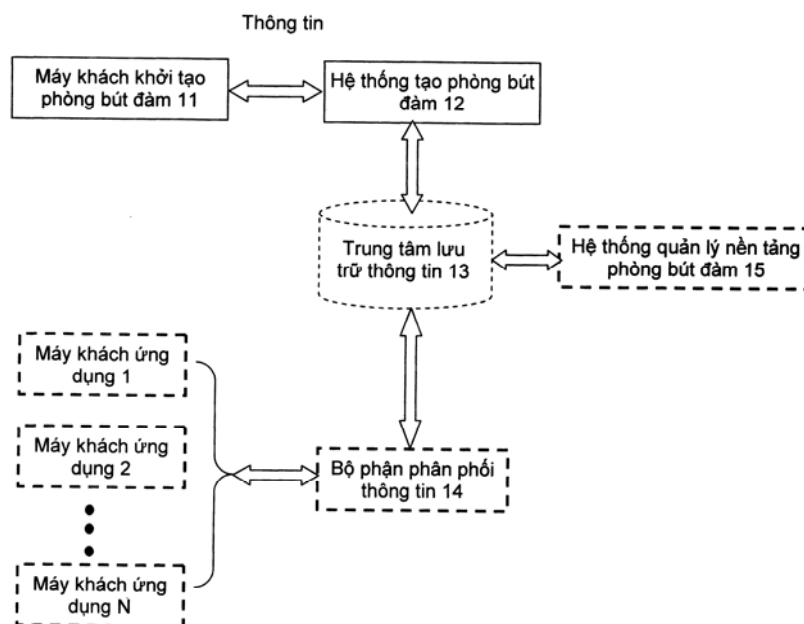 Thông tin
Máy khách khởi tạo
phòng bút đàm 11
Hệ thống tạo phòng bút
đàm 12
Trung tâm lưu
trữ thông tin 13
Hệ thống quản lý nền tảng
phòng bút đàm 15
Máy khách ứng
dụng 1
Máy khách ứng
dụng 2
Bộ phận phân phối
thông tin 14
Máy khách ứng
dụng N